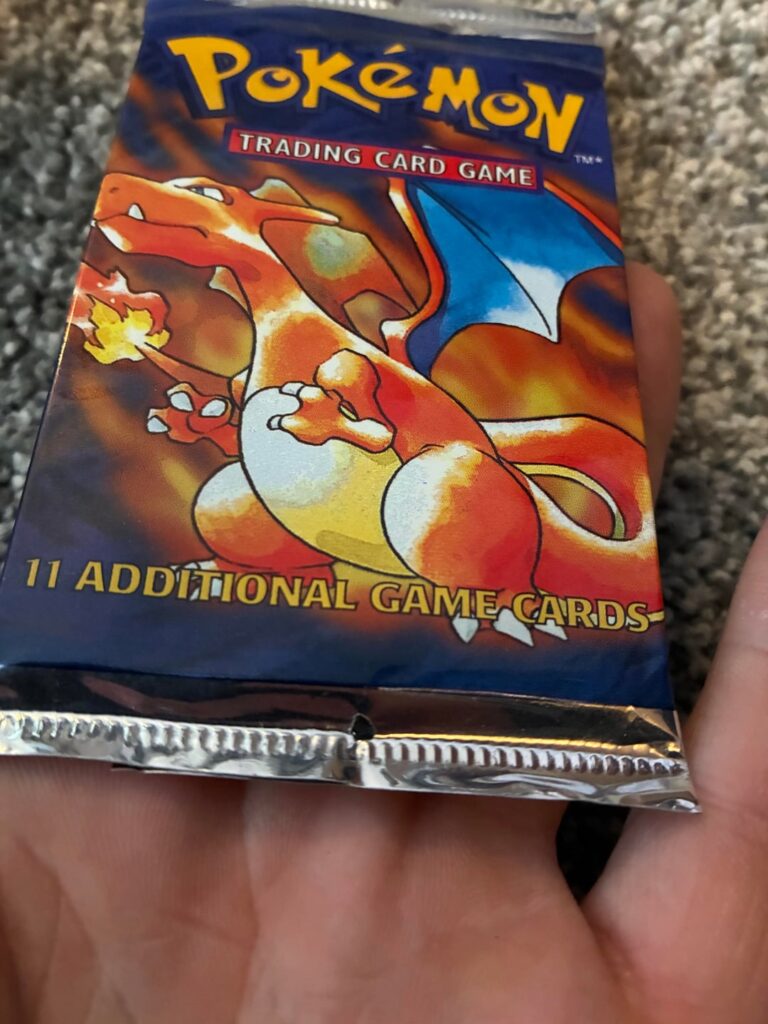 POKéMON
TM*
TRADING CARD GAME
11 ADDITIONAL GAME CARDS